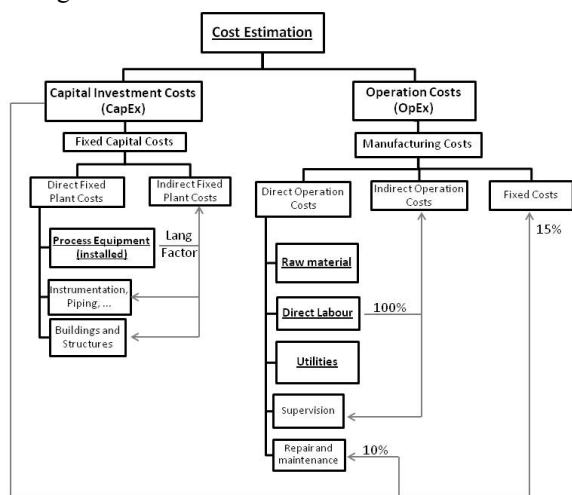 Cost Estimation
Capital Investment Costs
(CapEx)
Operation Costs
(OpEx)
Fixed Capital Costs
Manufacturing Costs
Direct Fixed
Plant Costs
Indirect Fixed
Plant Costs
Direct Operation
Costs
Indirect Operation
Costs
Fixed Costs
15%
Process Equipment
(installed)
Lang
Factor
Raw material
Instrumentation,
Piping, ...
Direct Labour
100%
Buildings and
Structures
Utilities
Supervision
Repair and
maintenance
10%